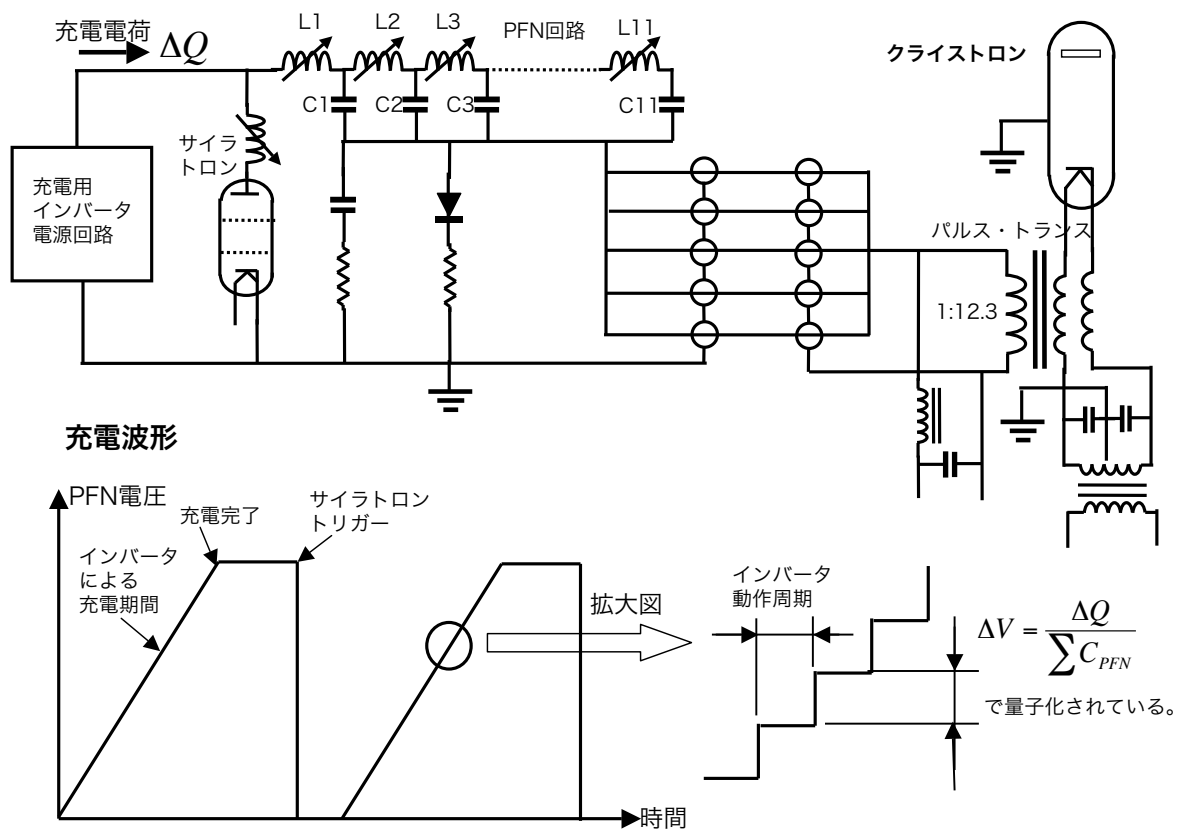 充電電荷
ΔQ
L1
L2
L3
PFN回路
L11
クライストロン
C1
C2
C3
C11
サイラ
トロン
充電用
インバータ
電源回路
パルス・トランス
1:12.3
充電波形
PFN電圧
充電完了
サイラトロン
トリガー
インバータ
による
充電期間
拡大図
インバータ
動作周期
ΔV = ΔQ / ∑ C_PFN
で量子化されている。
時間